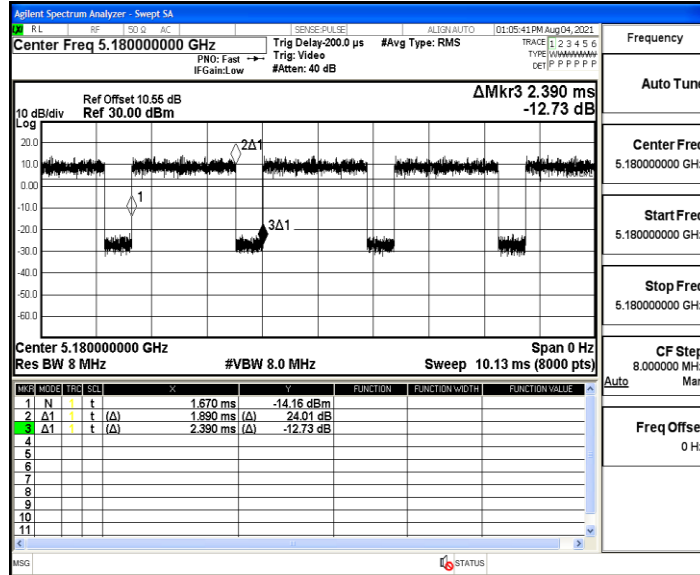 Agilent Spectrum Analyzer - Swept SA
RL RF 50 Ω AC SENSE:PULSE ALIGN AUTO 01:05:41 PM Aug 04, 2021
Center Freq 5.180000000 GHz
PNO: Fast
IFGain:Low
Trig Delay-200.0 µs
Trig: Video
#Atten: 40 dB
#Avg Type: RMS
TRACE 1 2 3 4 5 6
TYPE WWWWWW
DET P P P P P P
Ref Offset 10.55 dB
Ref 30.00 dBm
10 dB/div
Log
ΔMkr3 2.390 ms
-12.73 dB
20.0
10.0
0.00
-10.0
-20.0
-30.0
-40.0
-50.0
-60.0
1
2Δ1
3Δ1
Center 5.180000000 GHz Span 0 Hz
Res BW 8 MHz #VBW 8.0 MHz Sweep 10.13 ms (8000 pts)
MKR MODE TRC SCL X Y FUNCTION FUNCTION WIDTH FUNCTION VALUE
1 N 1 t 1.670 ms -14.16 dBm
2 Δ1 1 t (Δ) 1.890 ms (Δ) 24.01 dB
3 Δ1 1 t (Δ) 2.390 ms (Δ) -12.73 dB
4
5
6
7
8
9
10
11
MSG STATUS
Frequency
Auto Tune
Center Freq
5.180000000 GHz
Start Freq
5.180000000 GHz
Stop Freq
5.180000000 GHz
CF Step
8.000000 MHz
Auto Man
Freq Offset
0 Hz